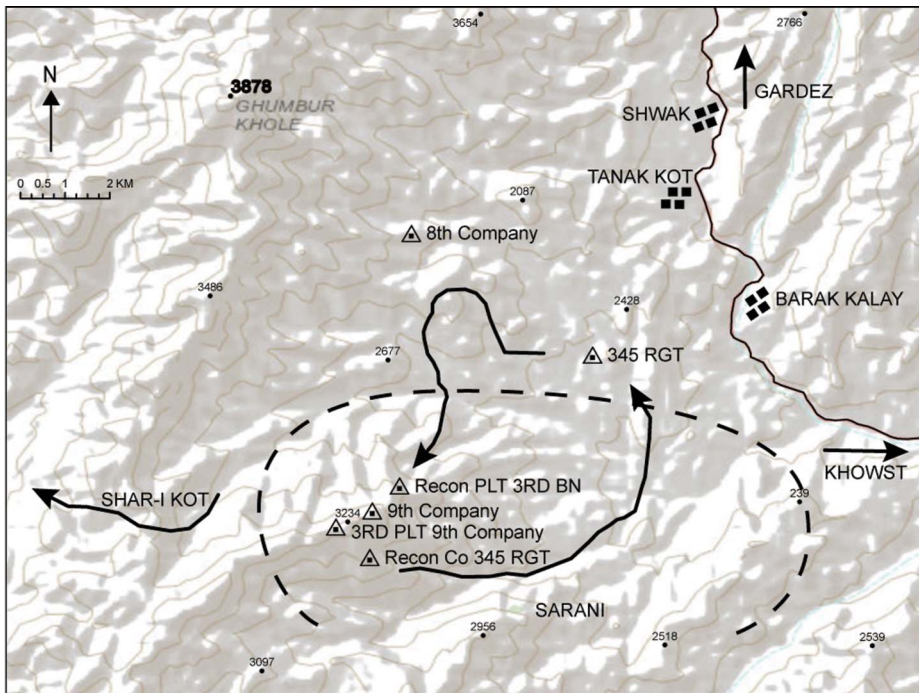 3654
2766
N
3878
GHUMBUR
KHOLE
GARDEZ
SHWAK
0 0.5 1 2 KM
TANAK KOT
2087
8th Company
3486
2428
BARAK KALAY
2677
345 RGT
KHOWST
SHAR-I KOT
Recon PLT 3RD BN
239
9th Company
3234
3RD PLT 9th Company
Recon Co 345 RGT
SARANI
2956
2518
2539
3097